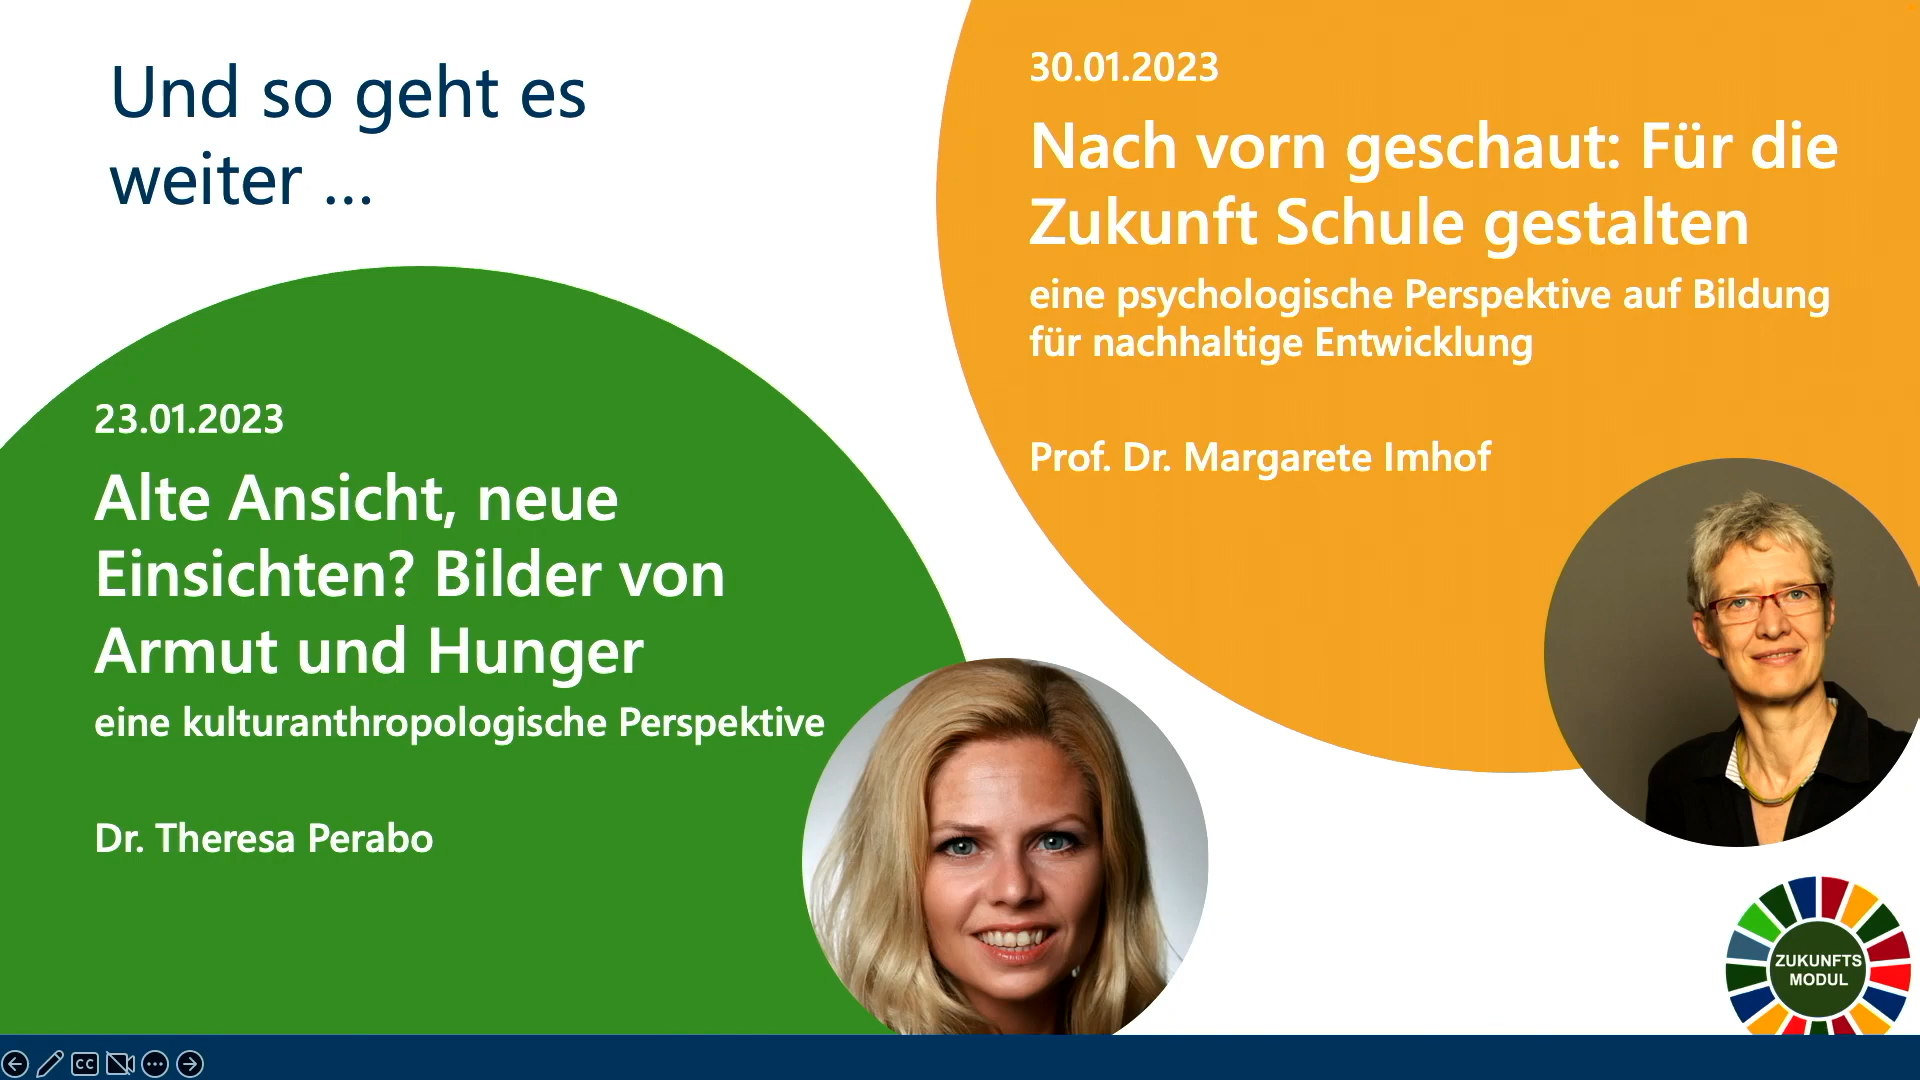 Und so geht es
weiter ...
23.01.2023
Alte Ansicht, neue
Einsichten? Bilder von
Armut und Hunger
eine kulturanthropologische Perspektive
Dr. Theresa Perabo
30.01.2023
Nach vorn geschaut: Für die
Zukunft Schule gestalten
eine psychologische Perspektive auf Bildung
für nachhaltige Entwicklung
Prof. Dr. Margarete Imhof
ZUKUNFTS
MODUL
CC